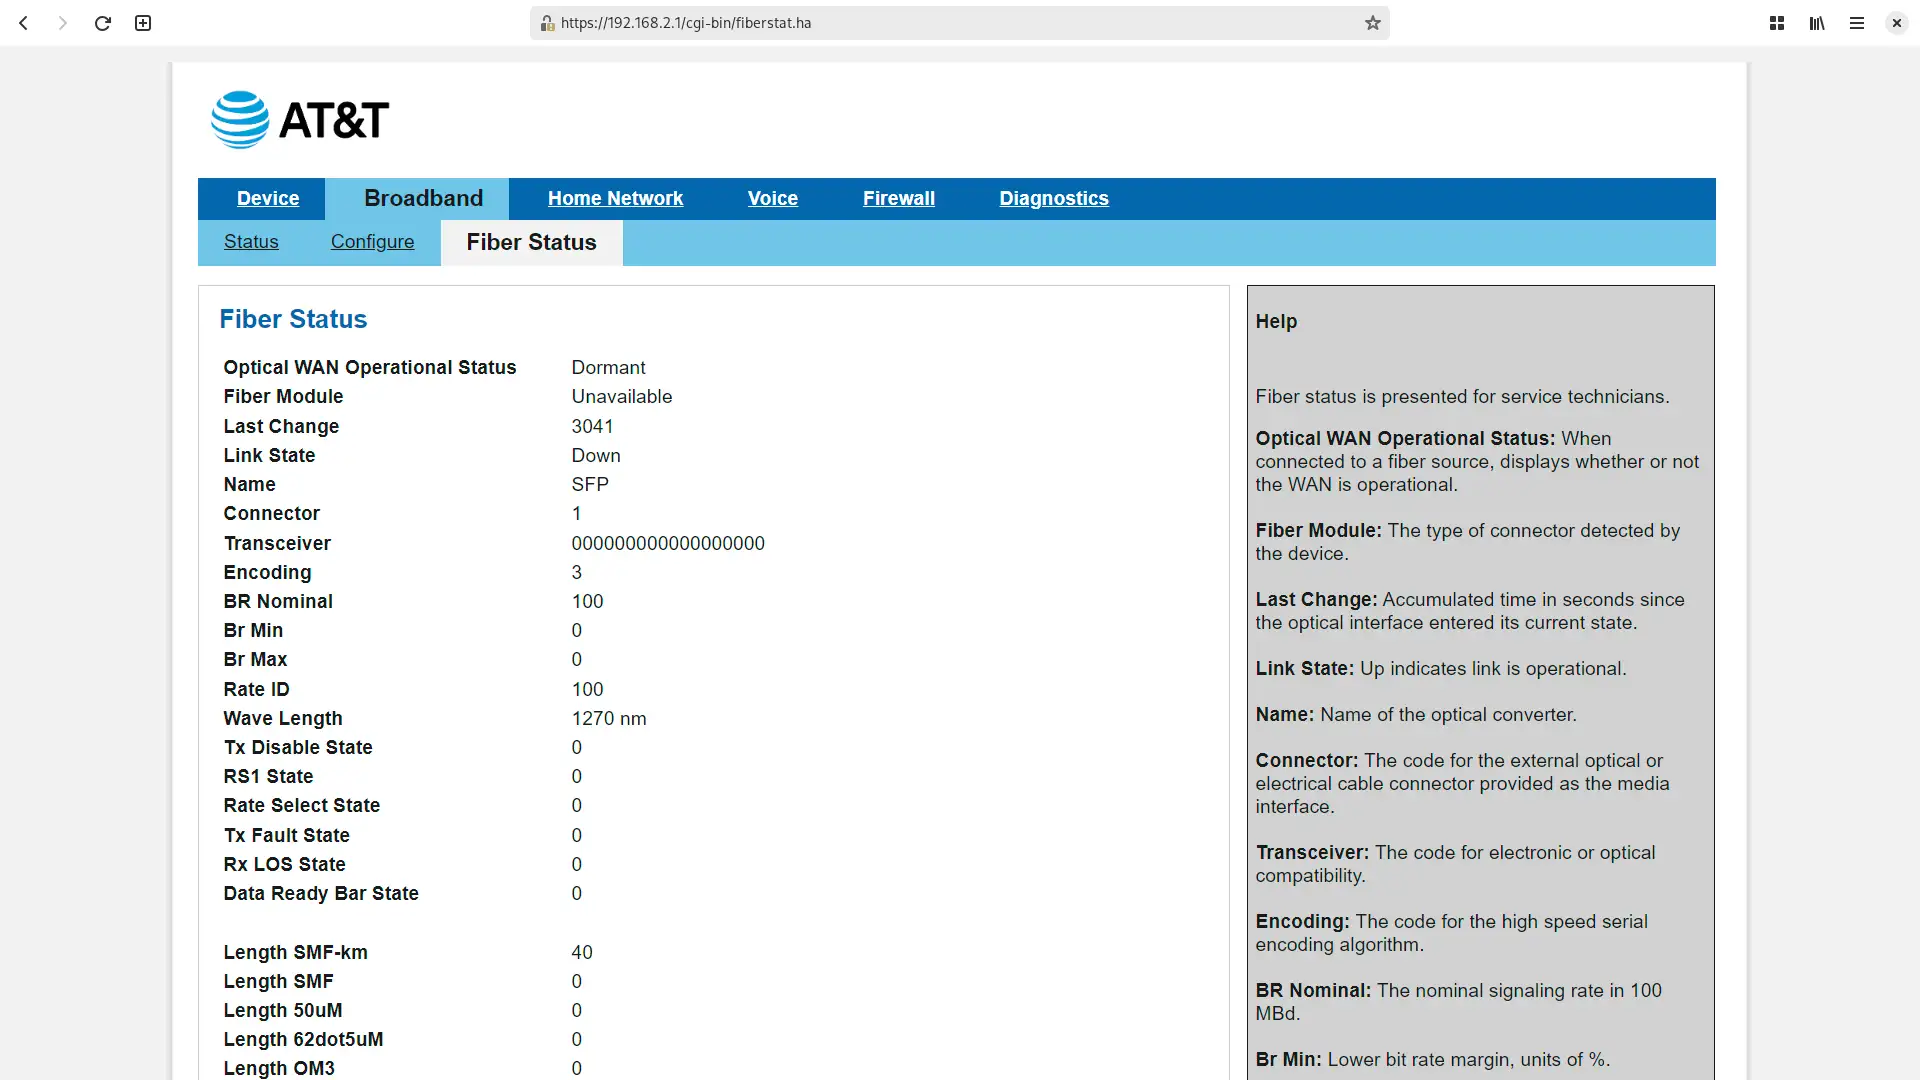 https://192.168.2.1/cgi-bin/fiberstat.ha
AT&T
Device Broadband Home Network Voice Firewall Diagnostics
Status Configure Fiber Status
Fiber Status
Optical WAN Operational Status Dormant
Fiber Module Unavailable
Last Change 3041
Link State Down
Name SFP
Connector 1
Transceiver 000000000000000000
Encoding 3
BR Nominal 100
Br Min 0
Br Max 0
Rate ID 100
Wave Length 1270 nm
Tx Disable State 0
RS1 State 0
Rate Select State 0
Tx Fault State 0
Rx LOS State 0
Data Ready Bar State 0
Length SMF-km 40
Length SMF 0
Length 50uM 0
Length 62dot5uM 0
Length OM3 0
Help
Fiber status is presented for service technicians.
Optical WAN Operational Status: When
connected to a fiber source, displays whether or not
the WAN is operational.
Fiber Module: The type of connector detected by
the device.
Last Change: Accumulated time in seconds since
the optical interface entered its current state.
Link State: Up indicates link is operational.
Name: Name of the optical converter.
Connector: The code for the external optical or
electrical cable connector provided as the media
interface.
Transceiver: The code for electronic or optical
compatibility.
Encoding: The code for the high speed serial
encoding algorithm.
BR Nominal: The nominal signaling rate in 100
MBd.
Br Min: Lower bit rate margin, units of %.